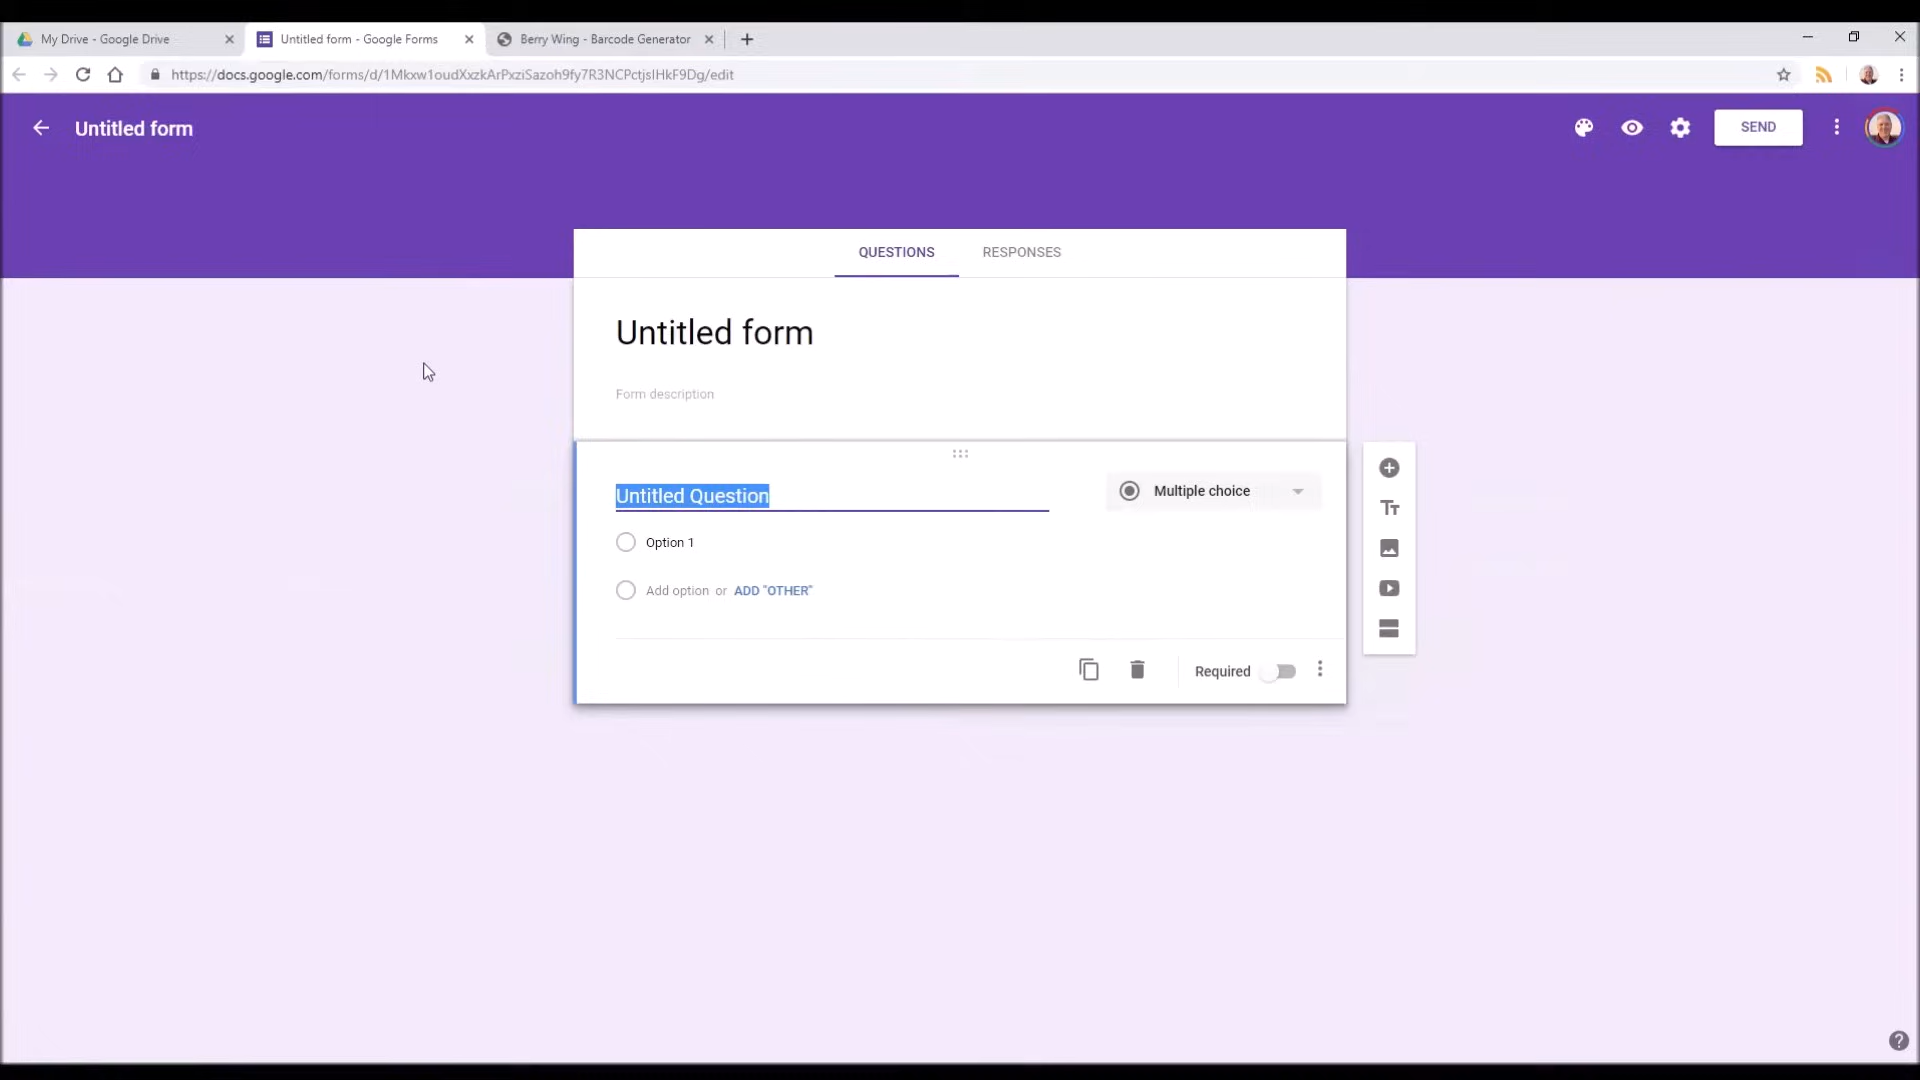 My Drive - Google Drive
Untitled form - Google Forms
Berry Wing - Barcode Generator
https://docs.google.com/forms/d/1Mkxw1oudXxzkArPxziSazoh9fy7R3NCPctjsIHkF9Dg/edit
Untitled form
SEND
QUESTIONS
RESPONSES
Untitled form
Form description
Untitled Question
Multiple choice
Option 1
Add option or ADD "OTHER"
Required